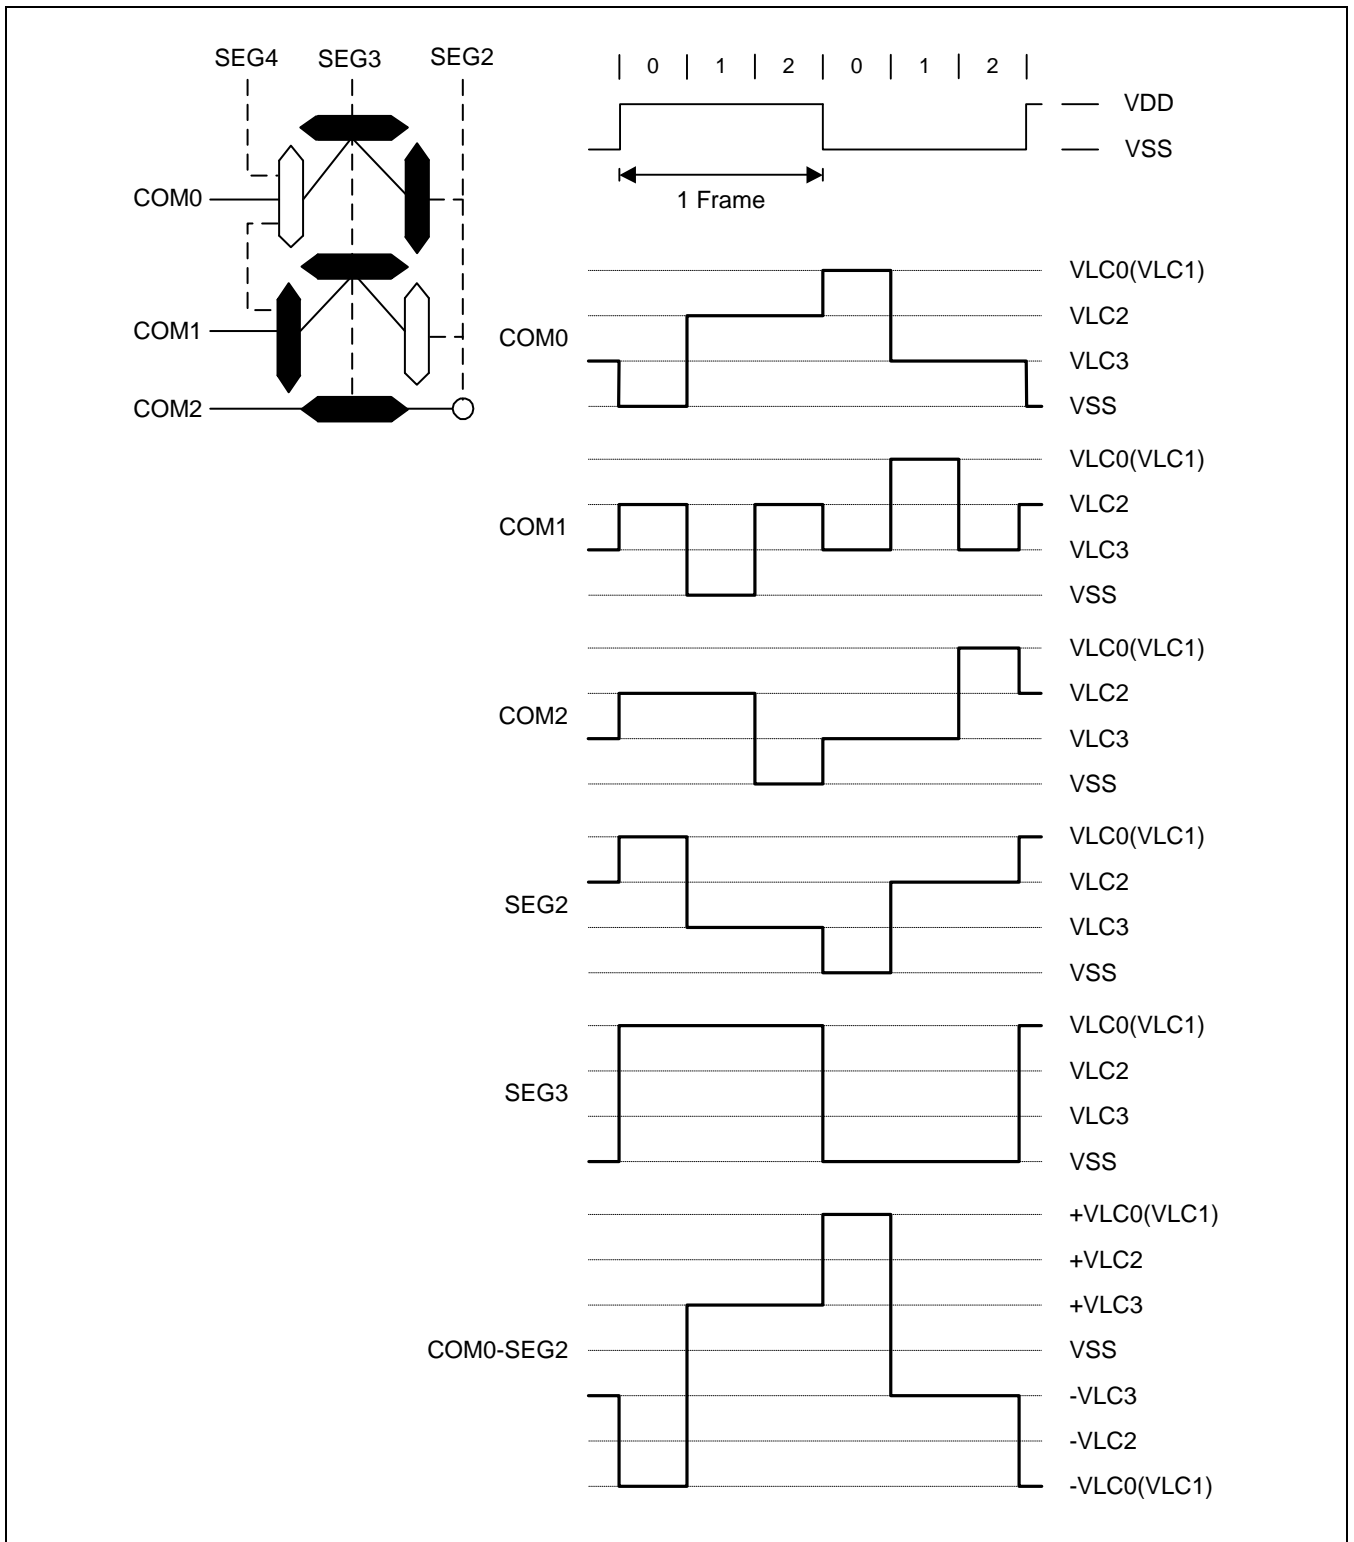 SEG4 SEG3 SEG2
COM0
COM1
COM2
| 0 | 1 | 2 | 0 | 1 | 2 |
VDD
VSS
1 Frame
COM0
VLC0(VLC1)
VLC2
VLC3
VSS
COM1
VLC0(VLC1)
VLC2
VLC3
VSS
COM2
VLC0(VLC1)
VLC2
VLC3
VSS
SEG2
VLC0(VLC1)
VLC2
VLC3
VSS
SEG3
VLC0(VLC1)
VLC2
VLC3
VSS
COM0-SEG2
+VLC0(VLC1)
+VLC2
+VLC3
VSS
-VLC3
-VLC2
-VLC0(VLC1)